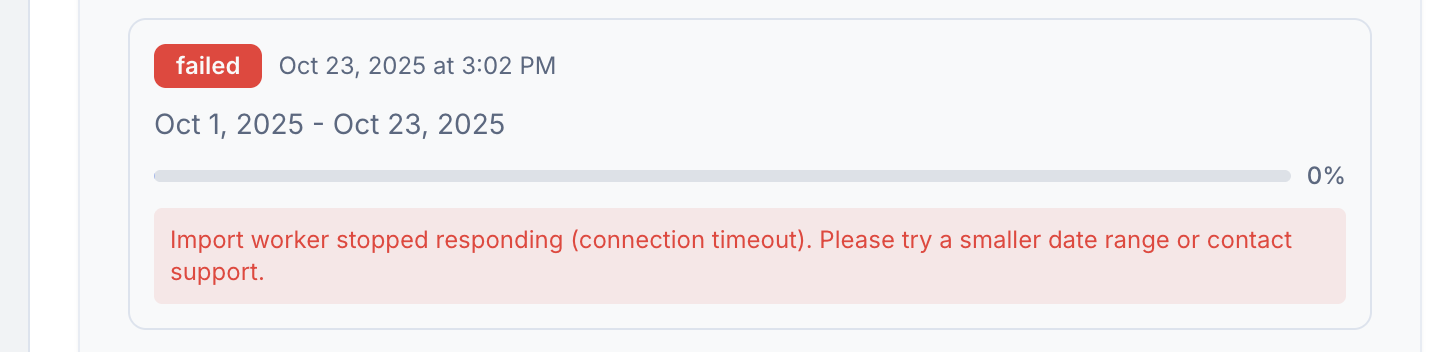 failed Oct 23, 2025 at 3:02 PM
Oct 1, 2025 - Oct 23, 2025
0%
Import worker stopped responding (connection timeout). Please try a smaller date range or contact
support.